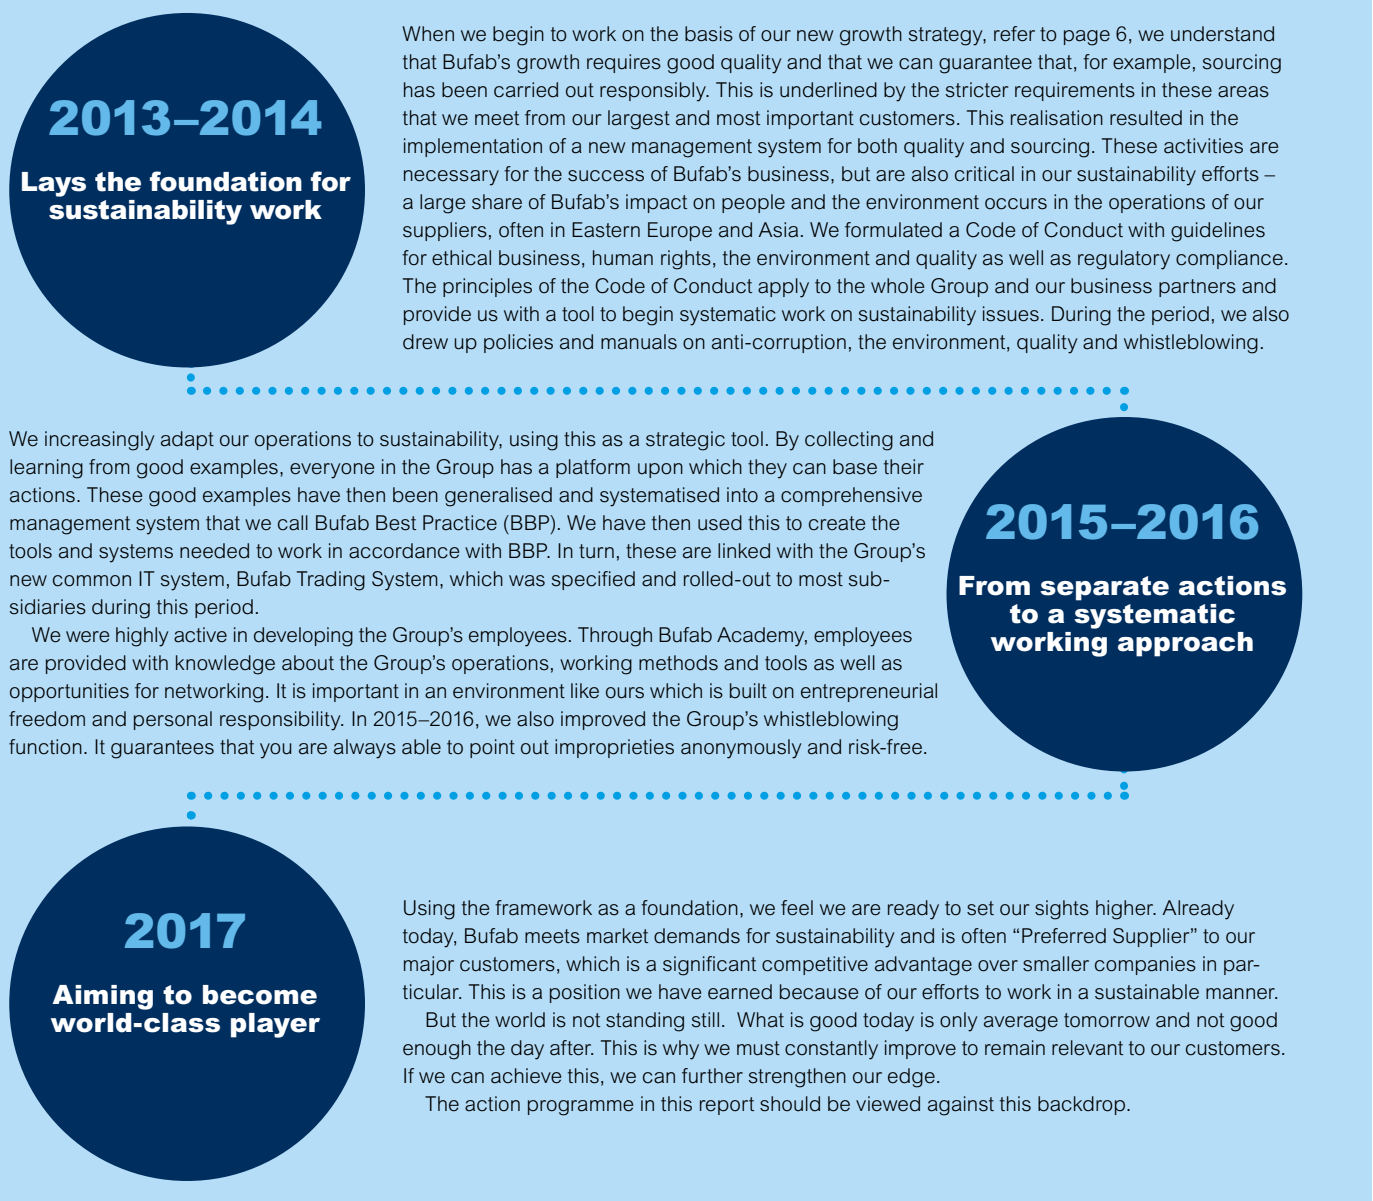 2013–2014
Lays the foundation for
sustainability work
When we begin to work on the basis of our new growth strategy, refer to page 6, we understand
that Bufab’s growth requires good quality and that we can guarantee that, for example, sourcing
has been carried out responsibly. This is underlined by the stricter requirements in these areas
that we meet from our largest and most important customers. This realisation resulted in the
implementation of a new management system for both quality and sourcing. These activities are
necessary for the success of Bufab’s business, but are also critical in our sustainability efforts –
a large share of Bufab’s impact on people and the environment occurs in the operations of our
suppliers, often in Eastern Europe and Asia. We formulated a Code of Conduct with guidelines
for ethical business, human rights, the environment and quality as well as regulatory compliance.
The principles of the Code of Conduct apply to the whole Group and our business partners and
provide us with a tool to begin systematic work on sustainability issues. During the period, we also
drew up policies and manuals on anti-corruption, the environment, quality and whistleblowing.
2015–2016
From separate actions
to a systematic
working approach
We increasingly adapt our operations to sustainability, using this as a strategic tool. By collecting and
learning from good examples, everyone in the Group has a platform upon which they can base their
actions. These good examples have then been generalised and systematised into a comprehensive
management system that we call Bufab Best Practice (BBP). We have then used this to create the
tools and systems needed to work in accordance with BBP. In turn, these are linked with the Group’s
new common IT system, Bufab Trading System, which was specified and rolled-out to most sub-
sidiaries during this period.
We were highly active in developing the Group’s employees. Through Bufab Academy, employees
are provided with knowledge about the Group’s operations, working methods and tools as well as
opportunities for networking. It is important in an environment like ours which is built on entrepreneurial
freedom and personal responsibility. In 2015–2016, we also improved the Group’s whistleblowing
function. It guarantees that you are always able to point out improprieties anonymously and risk-free.
2017
Aiming to become
world-class player
Using the framework as a foundation, we feel we are ready to set our sights higher. Already
today, Bufab meets market demands for sustainability and is often “Preferred Supplier” to our
major customers, which is a significant competitive advantage over smaller companies in par-
ticular. This is a position we have earned because of our efforts to work in a sustainable manner.
But the world is not standing still.  What is good today is only average tomorrow and not good
enough the day after. This is why we must constantly improve to remain relevant to our customers.
If we can achieve this, we can further strengthen our edge.
The action programme in this report should be viewed against this backdrop.